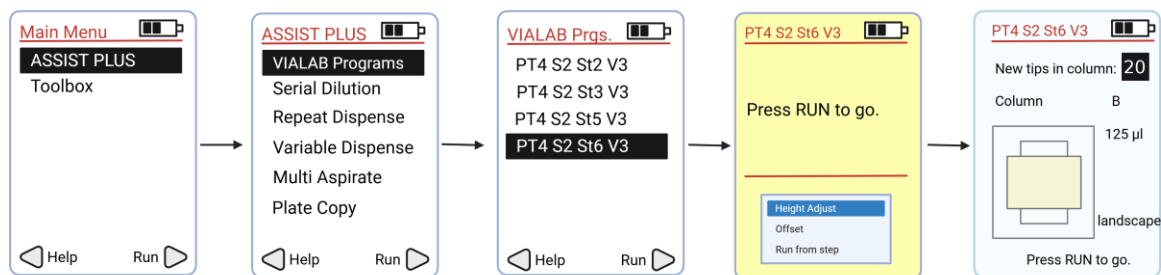 Main Menu
ASSIST PLUS
Toolbox
Help
Run
ASSIST PLUS
VIALAB Programs
Serial Dilution
Repeat Dispense
Variable Dispense
Multi Aspirate
Plate Copy
Help
Run
VIALAB Prgs.
PT4 S2 St2 V3
PT4 S2 St3 V3
PT4 S2 St5 V3
PT4 S2 St6 V3
Help
Run
PT4 S2 St6 V3
Press RUN to go.
Height Adjust
Offset
Run from step
PT4 S2 St6 V3
New tips in column: 20
Column B
125 µl
landscape
Press RUN to go.